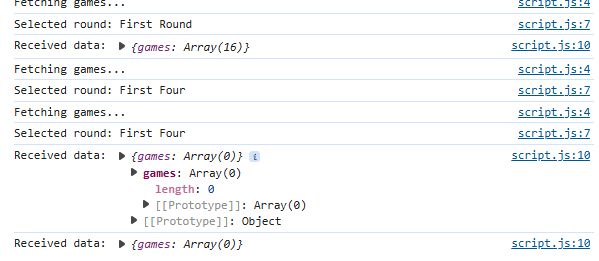 Fetching games... script.js:4
Selected round: First Round script.js:7
Received data: ▶ {games: Array(16)} script.js:10
Fetching games... script.js:4
Selected round: First Four script.js:7
Fetching games... script.js:4
Selected round: First Four script.js:7
Received data: ▶ {games: Array(0)} i script.js:10
▶ games: Array(0)
length: 0
▶ [[Prototype]]: Array(0)
▶ [[Prototype]]: Object
Received data: ▶ {games: Array(0)} script.js:10